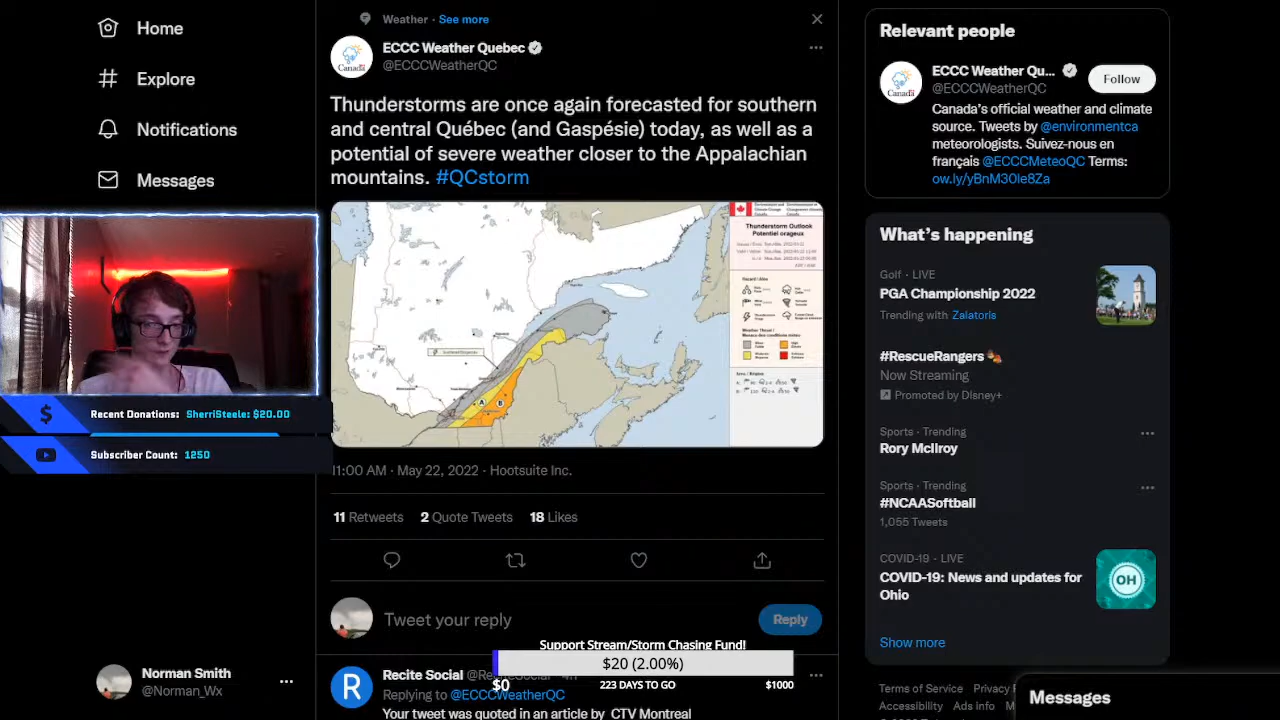 Home
Explore
Notifications
Messages
Recent Donations: SherriSteele: $20.00
Subscriber Count: 1250
Norman Smith
@Norman_Wx
Weather · See more
ECCC Weather Quebec
@ECCCWeatherQC
Thunderstorms are once again forecasted for southern
and central Québec (and Gaspésie) today, as well as a
potential of severe weather closer to the Appalachian
mountains. #QCstorm
Thunderstorm Outlook
Potentiel orageux
A
B
11:00 AM · May 22, 2022 · Hootsuite Inc.
11 Retweets 2 Quote Tweets 18 Likes
Tweet your reply
Reply
Support Stream/Storm Chasing Fund!
$20 (2.00%)
$0 223 DAYS TO GO $1000
R
Recite Social
Replying to @ECCCWeatherQC
Your tweet was quoted in an article by CTV Montreal
Relevant people
ECCC Weather Qu...
@ECCCWeatherQC
Follow
Canada's official weather and climate
source. Tweets by @environmentca
meteorologists. Suivez-nous en
français @ECCCMeteoQC Terms:
ow.ly/yBnM30le8Za
What's happening
Golf · LIVE
PGA Championship 2022
Trending with Zalatoris
#RescueRangers
Now Streaming
Promoted by Disney+
Sports · Trending
Rory McIlroy
Sports · Trending
#NCAASoftball
1,055 Tweets
COVID-19 · LIVE
COVID-19: News and updates for
Ohio
OH
Show more
Terms of Service Privacy
Accessibility Ads info
Messages